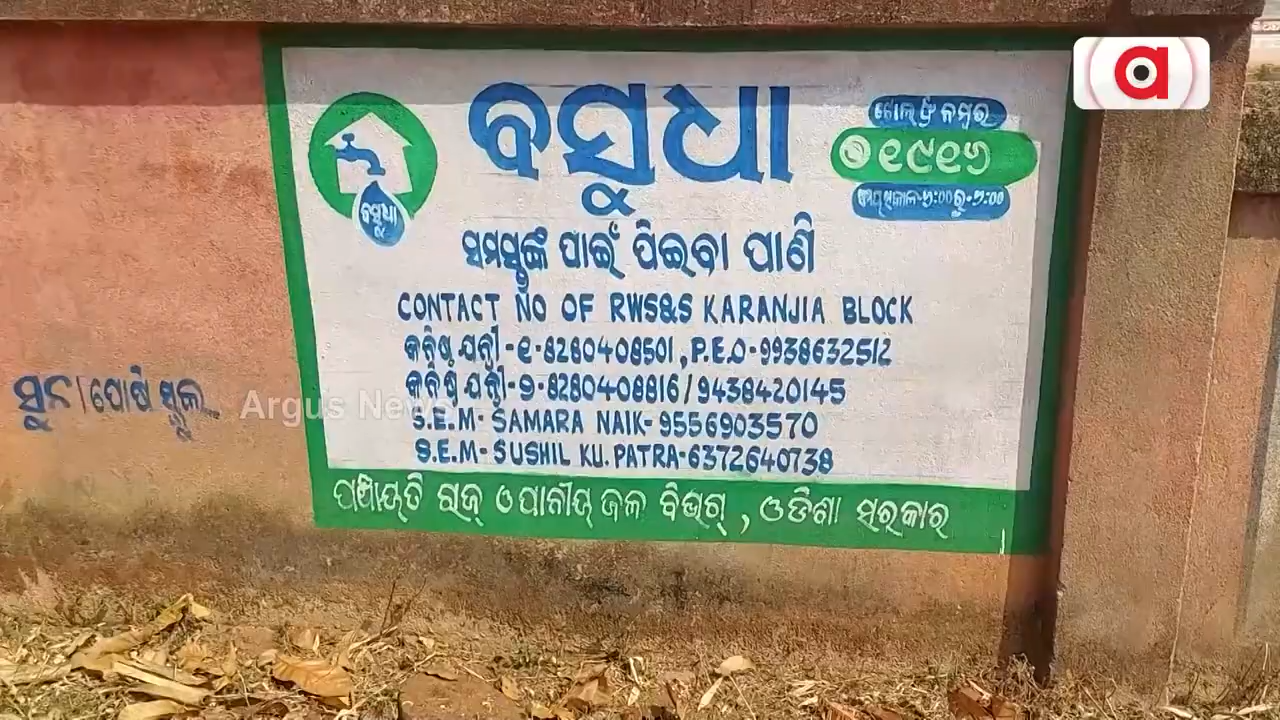 ବସୁଧା
ଟୋଲ୍ ଫ୍ରି ନମ୍ବର
୧୯୧୬
ବସୁଧା
ସମସ୍ତଙ୍କ ପାଇଁ ପିଇବା ପାଣି
CONTACT NO OF RWS&S KARANJIA BLOCK
କନିଷ୍ଠ ଯନ୍ତ୍ରୀ-୧-8280408501, P.E.O-9938632512
କନିଷ୍ଠ ଯନ୍ତ୍ରୀ-୨-8280408816/9438420145
S.E.M- SAMARA NAIK- 9556903570
S.E.M- SUSHIL KU. PATRA-6372640738
ପଞ୍ଚାୟତି ରାଜ୍ ଓ ପାନୀୟ ଜଳ ବିଭାଗ୍, ଓଡିଶା ସରକାର
ପୋଷି ସ୍କୁଲ
Argus News
a